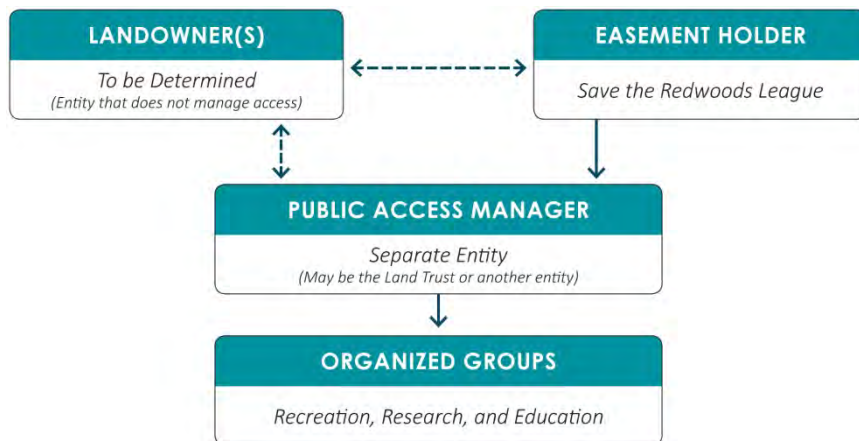 LANDOWNER(S)
To be Determined
(Entity that does not manage access)
EASEMENT HOLDER
Save the Redwoods League
PUBLIC ACCESS MANAGER
Separate Entity
(May be the Land Trust or another entity)
ORGANIZED GROUPS
Recreation, Research, and Education